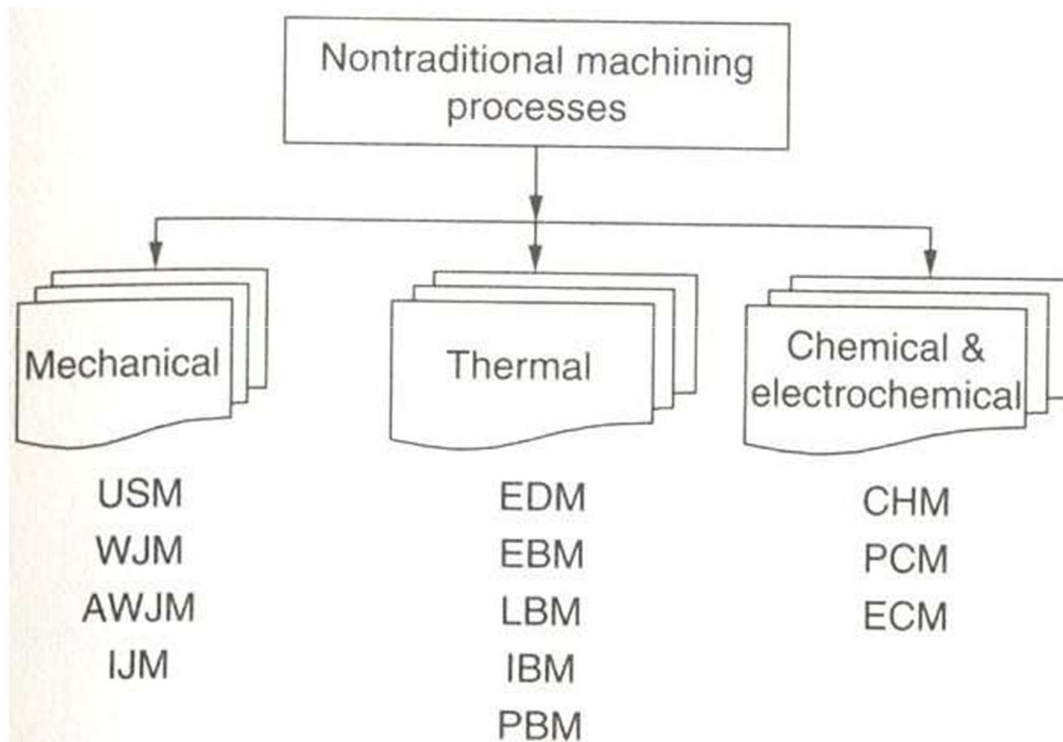 Nontraditional machining
processes
Mechanical
Thermal
Chemical &
electrochemical
USM
WJM
AWJM
IJM
EDM
EBM
LBM
IBM
PBM
CHM
PCM
ECM